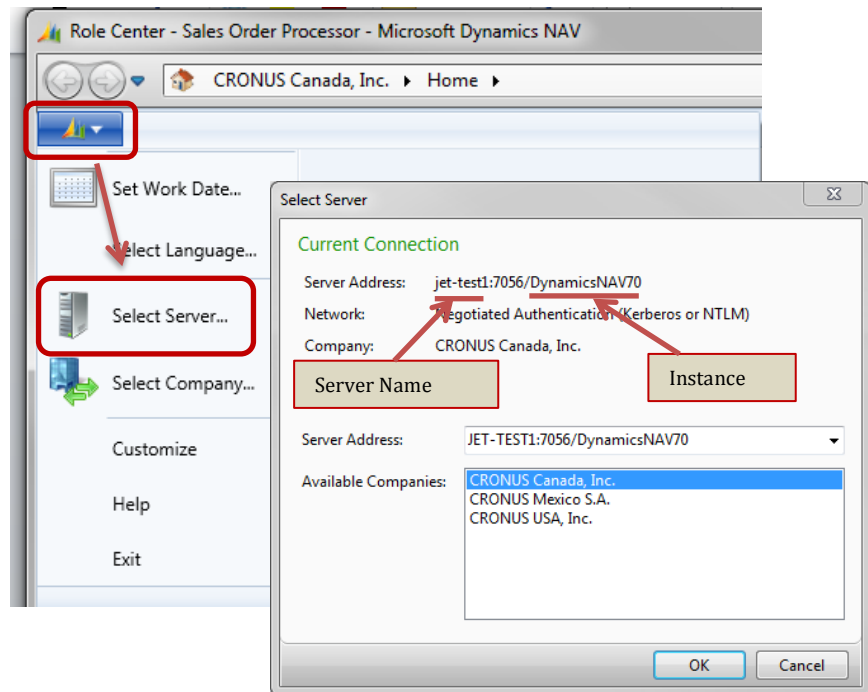 Role Center - Sales Order Processor - Microsoft Dynamics NAV
CRONUS Canada, Inc. Home
Set Work Date...
Select Language...
Select Server...
Select Company...
Customize
Help
Exit
Select Server
Current Connection
Server Address: jet-test1:7056/DynamicsNAV70
Network: Negotiated Authentication (Kerberos or NTLM)
Company: CRONUS Canada, Inc.
Server Name Instance
Server Address: JET-TEST1:7056/DynamicsNAV70
Available Companies: CRONUS Canada, Inc.
CRONUS Mexico S.A.
CRONUS USA, Inc.
OK Cancel